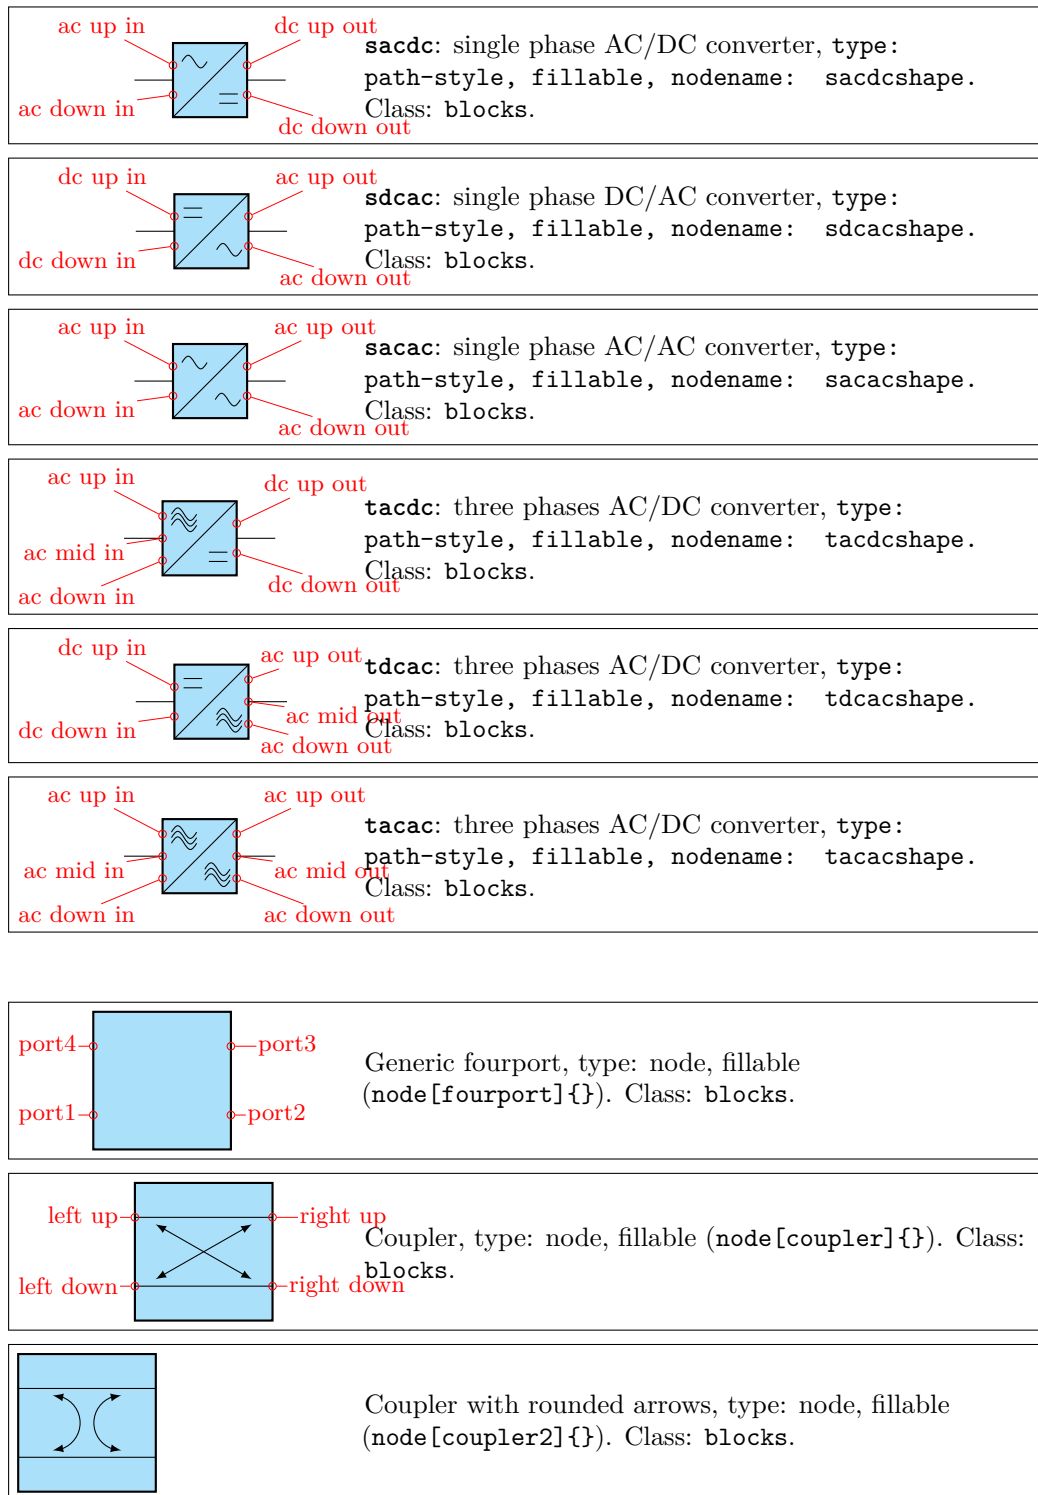 ac up in
dc up out
ac down in
dc down out
sacdc: single phase AC/DC converter, type:
path-style, fillable, nodename: sacdcshape.
Class: blocks.
dc up in
ac up out
dc down in
ac down out
sdcac: single phase DC/AC converter, type:
path-style, fillable, nodename: sdcacshape.
Class: blocks.
ac up in
ac up out
ac down in
ac down out
sacac: single phase AC/AC converter, type:
path-style, fillable, nodename: sacacshape.
Class: blocks.
ac up in
dc up out
ac mid in
ac down in
dc down out
tacdc: three phases AC/DC converter, type:
path-style, fillable, nodename: tacdcshape.
Class: blocks.
dc up in
ac up out
ac mid out
dc down in
ac down out
tdcac: three phases AC/DC converter, type:
path-style, fillable, nodename: tdcacshape.
Class: blocks.
ac up in
ac up out
ac mid in
ac mid out
ac down in
ac down out
tacac: three phases AC/DC converter, type:
path-style, fillable, nodename: tacacshape.
Class: blocks.
port4
port3
port1
port2
Generic fourport, type: node, fillable
(node[fourport]{}). Class: blocks.
left up
right up
left down
right down
Coupler, type: node, fillable (node[coupler]{}). Class:
blocks.
Coupler with rounded arrows, type: node, fillable
(node[coupler2]{}). Class: blocks.